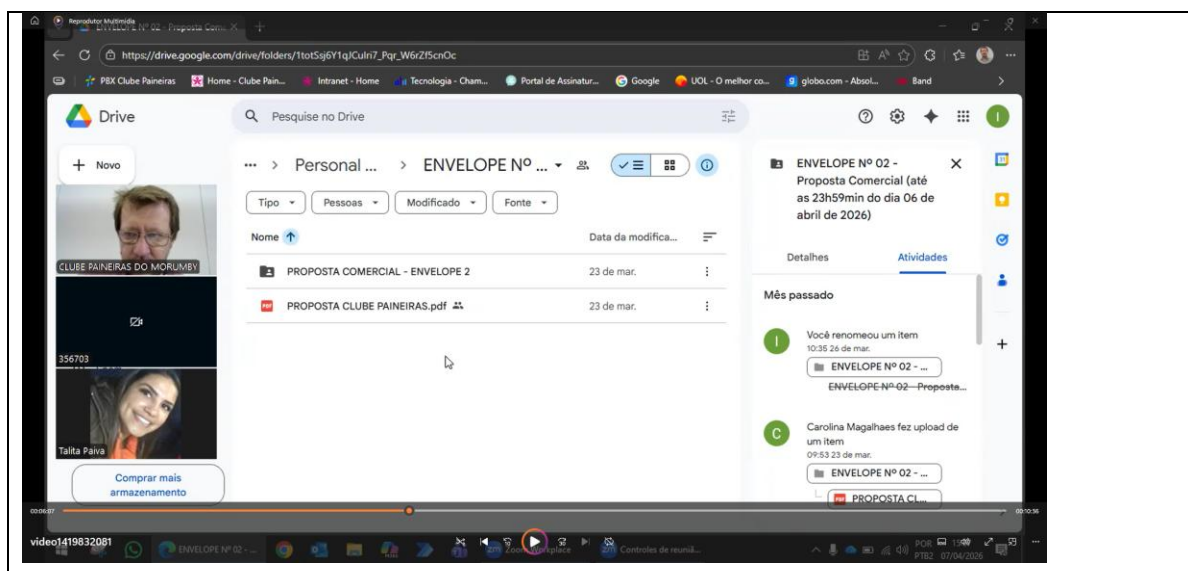 Reprodutor Multimídia
ENVELOPE Nº 02 - Proposta Com
https://drive.google.com/drive/folders/1totSsj6Y1qJCulri7_Pqr_W6rZf5cnOc
PBX Clube Paineiras
Home - Clube Pain...
Intranet - Home
Tecnologia - Cham...
Portal de Assinatur...
Google
UOL - O melhor co...
globo.com - Absol...
Band
Drive
Pesquise no Drive
+ Novo
... > Personal ... > ENVELOPE Nº ...
Tipo
Pessoas
Modificado
Fonte
Nome
Data da modifica...
PROPOSTA COMERCIAL - ENVELOPE 2
23 de mar.
PROPOSTA CLUBE PAINEIRAS.pdf
23 de mar.
ENVELOPE Nº 02 -
Proposta Comercial (até
as 23h59min do dia 06 de
abril de 2026)
Detalhes
Atividades
Mês passado
I
Você renomeou um item
10:35 26 de mar.
ENVELOPE Nº 02 - ...
ENVELOPE Nº 02 - Proposta...
C
Carolina Magalhaes fez upload de
um item
09:53 23 de mar.
ENVELOPE Nº 02 - ...
PROPOSTA CL...
CLUBE PAINEIRAS DO MORUMBY
356703
Talita Paiva
Comprar mais
armazenamento
00:06:07
00:10:36
video1419832081
ENVELOPE Nº 02 - ...
Zoom Workplace
Controles de reuniã...
POR
PTB2
07/04/2026